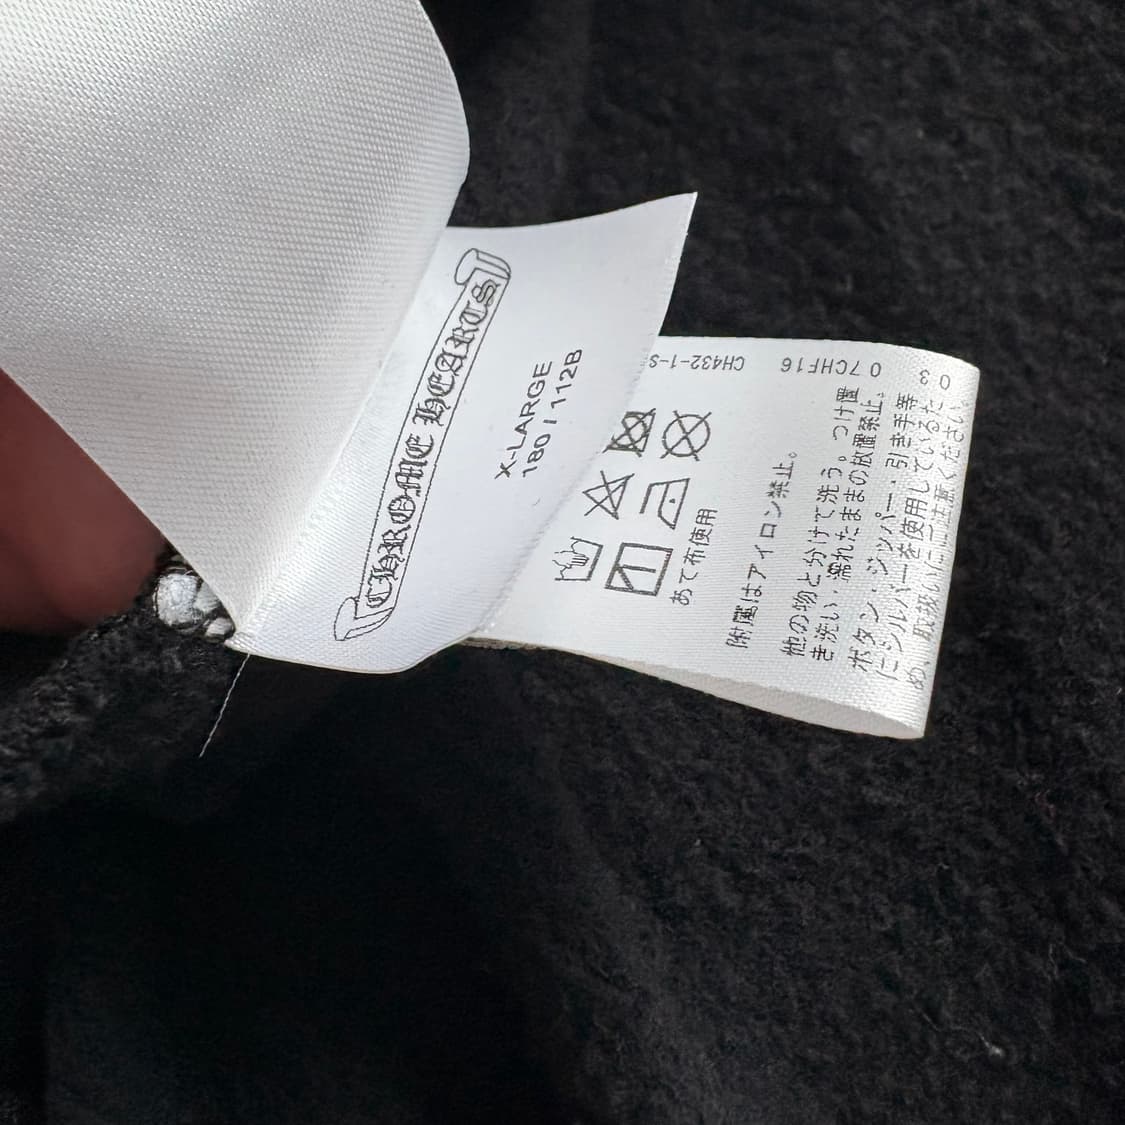 CHROME HEARTS
X-LARGE
180 / 112B
CH432-1-S
07CHF16
あて布使用
附属はアイロン禁止。
他の物と分けて洗う。つけ置
き洗い・濡れたままの放置禁止。
ボタン・ジッパー・引き手等
にシルバーを使用しているた
め、取扱いにご注意ください。